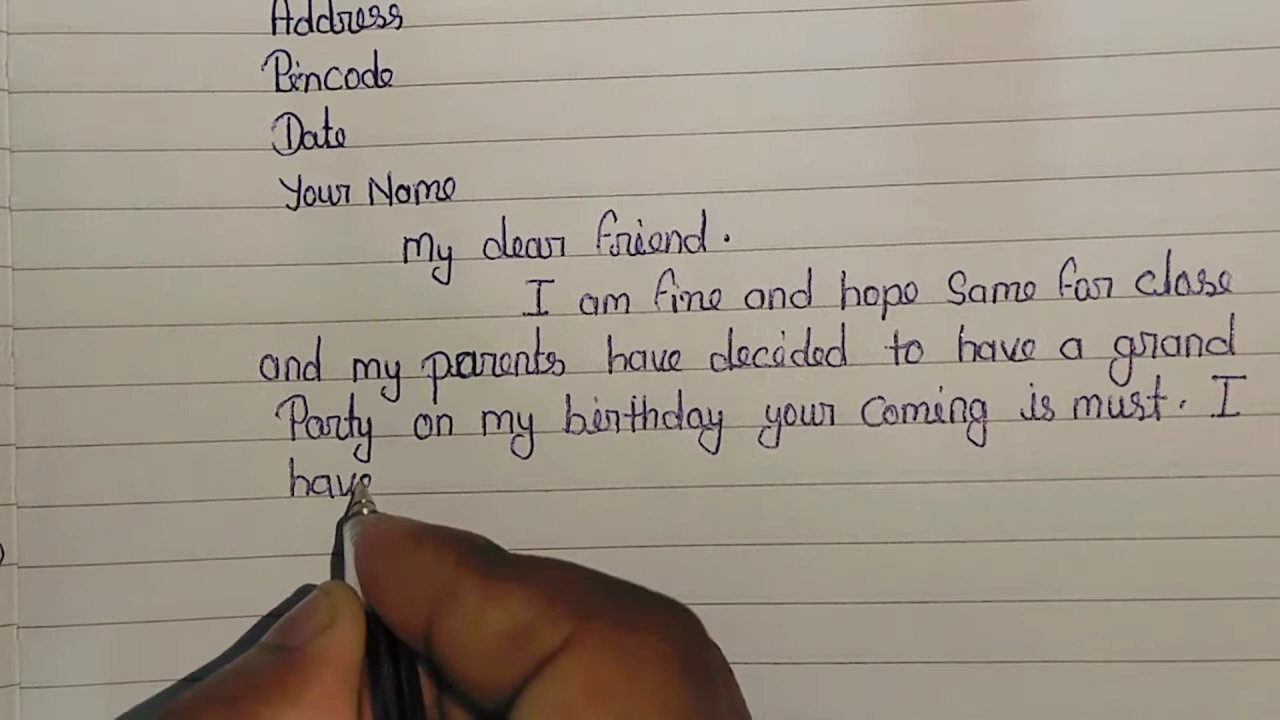 Address
Pincode
Date
Your Name
My dear friend.
I am fine and hope Same for close
and my parents have decided to have a grand
Party on my birthday your Coming is must. I
have